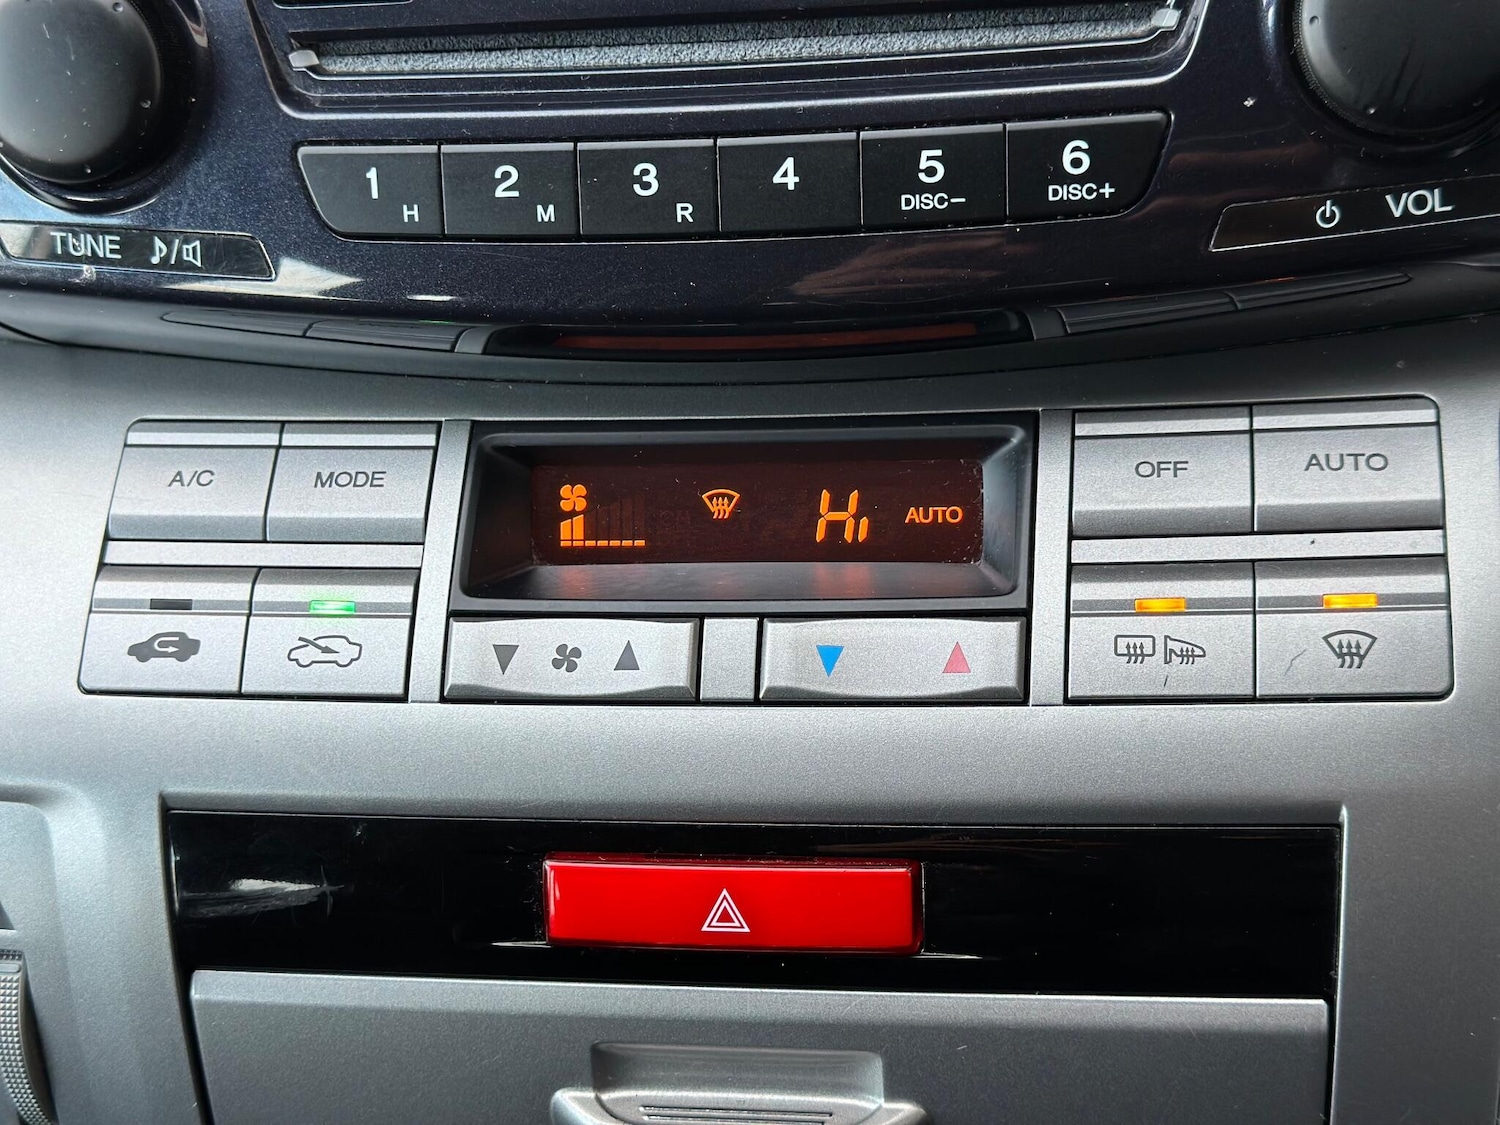 1 H
2 M
3 R
4
5 DISC−
6 DISC+
TUNE
VOL
A/C
MODE
Hi AUTO
OFF
AUTO